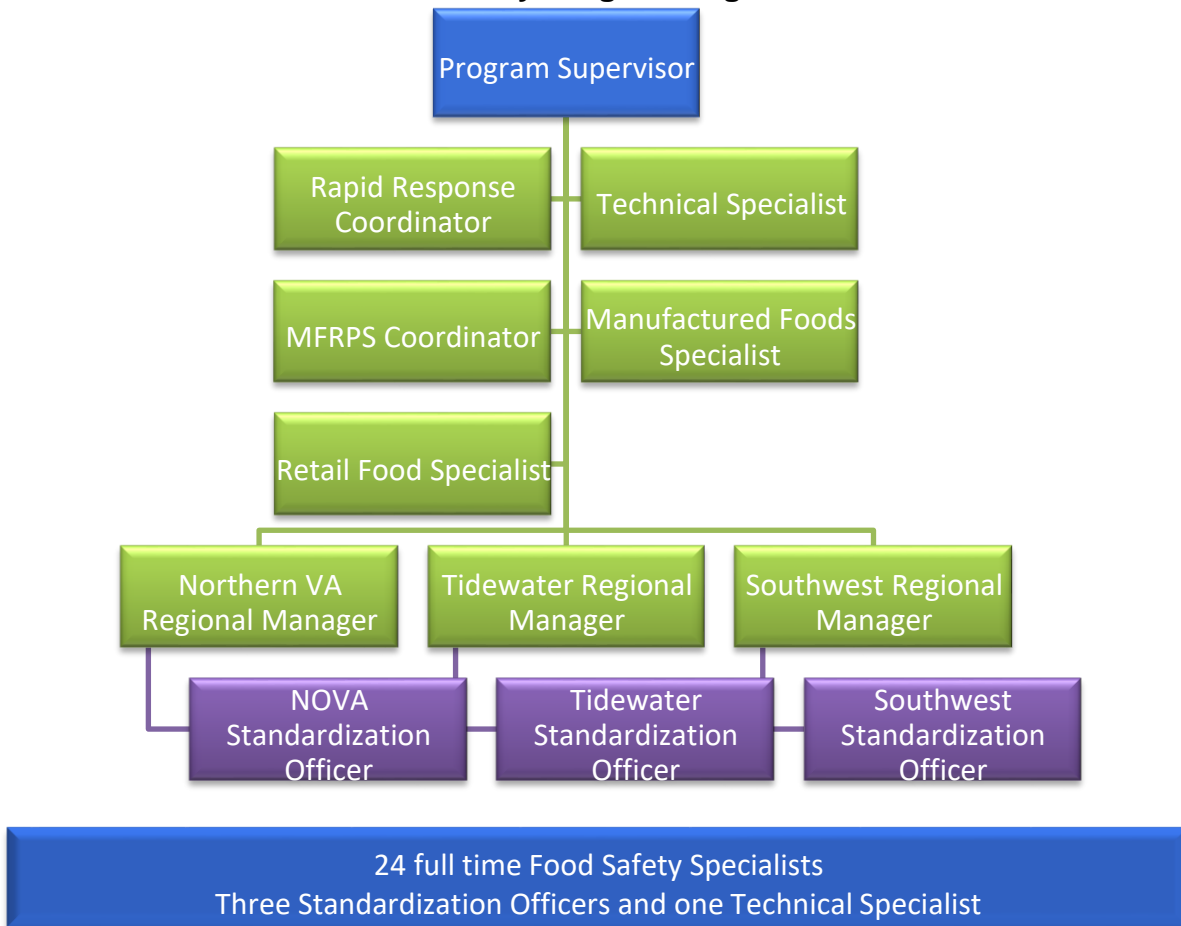 Program Supervisor
Rapid Response
Coordinator
Technical Specialist
MFRPS Coordinator
Manufactured Foods
Specialist
Retail Food Specialist
Northern VA
Regional Manager
Tidewater Regional
Manager
Southwest Regional
Manager
NOVA
Standardization
Officer
Tidewater
Standardization
Officer
Southwest
Standardization
Officer
24 full time Food Safety Specialists
Three Standardization Officers and one Technical Specialist